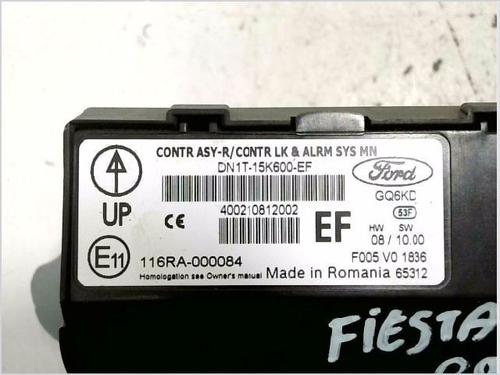 CONTR ASY-R/CONTR LK & ALRM SYS MN
DN1T-15K600-EF
Ford
GQ6KD
53F
UP
CE
400210812002
EF
HW SW
08 / 10.00
E11
116RA-000084
F005 V0 1836
Homologation see Owner's manual
Made in Romania 65312
FIESTA